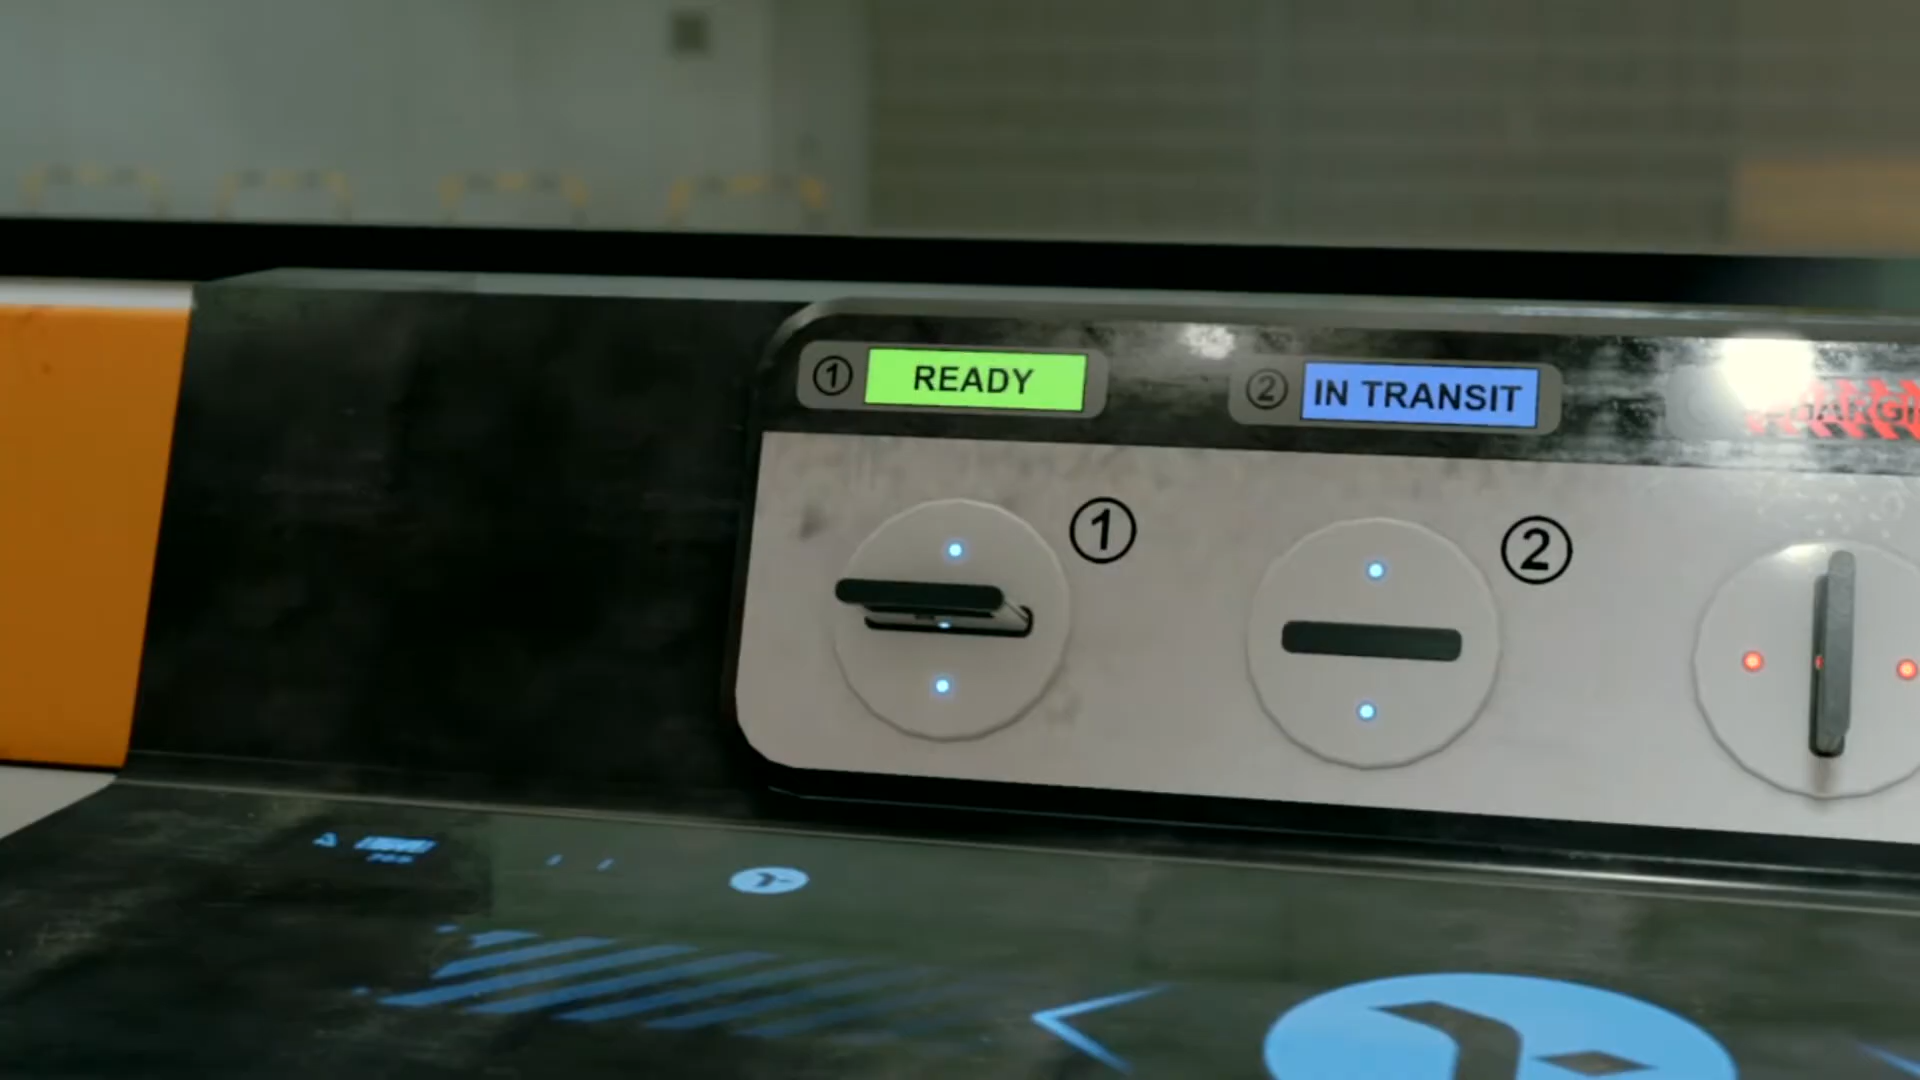 ① READY
② IN TRANSIT
①
②